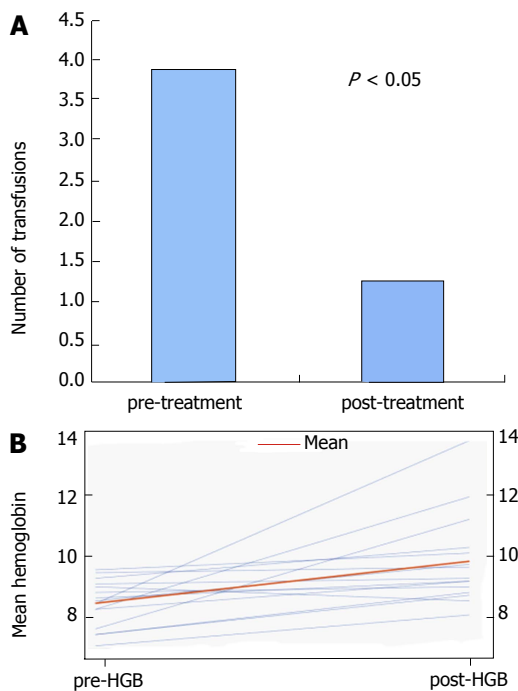 A
Number of transfusions
4.5
4.0
3.5
3.0
2.5
2.0
1.5
1.0
0.5
0.0
P < 0.05
pre-treatment post-treatment
B
Mean hemoglobin
Mean
14 14
12 12
10 10
8 8
pre-HGB post-HGB